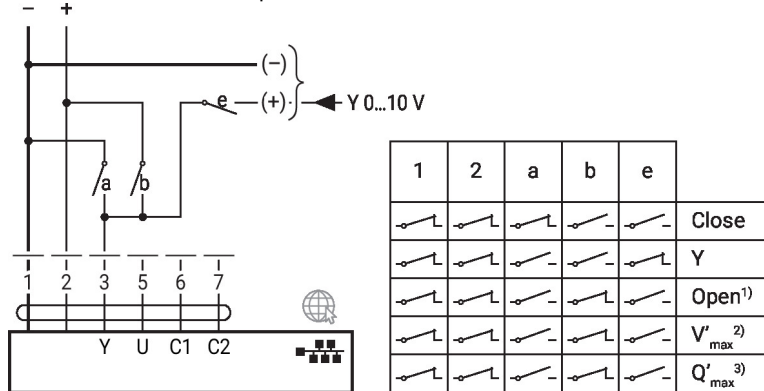 − +
(−)
e (+) Y 0...10 V
a b
1 2 3 5 6 7
Y U C1 C2
1 2 a b e
Close
Y
Open1)
V'max 2)
Q'max 3)